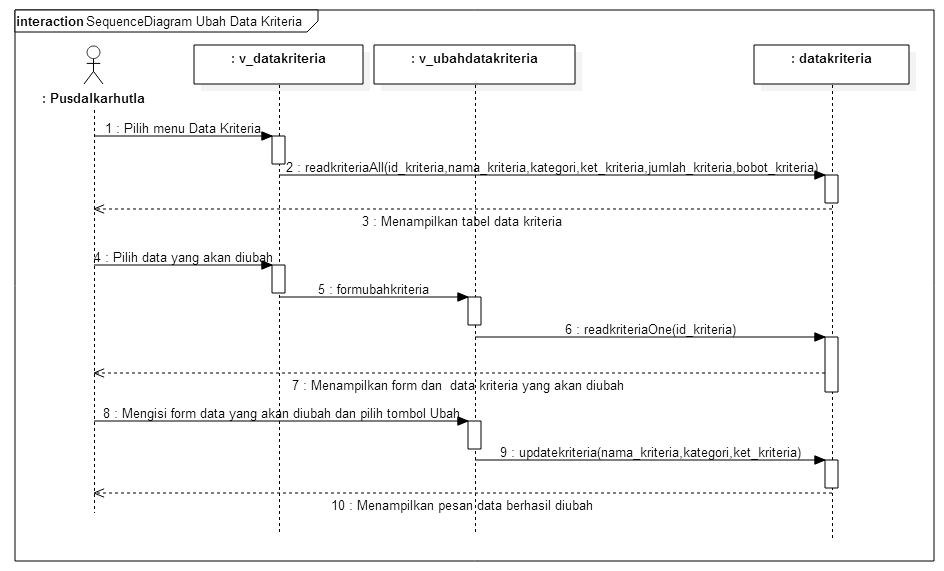 interaction SequenceDiagram Ubah Data Kriteria
: Pusdalkarhutla
: v_datakriteria
: v_ubahdatakriteria
: datakriteria
1 : Pilih menu Data Kriteria
2 : readkriteriaAll(id_kriteria,nama_kriteria,kategori,ket_kriteria,jumlah_kriteria,bobot_kriteria)
3 : Menampilkan tabel data kriteria
4 : Pilih data yang akan diubah
5 : formubahkriteria
6 : readkriteriaOne(id_kriteria)
7 : Menampilkan form dan  data kriteria yang akan diubah
8 : Mengisi form data yang akan diubah dan pilih tombol Ubah
9 : updatekriteria(nama_kriteria,kategori,ket_kriteria)
10 : Menampilkan pesan data berhasil diubah